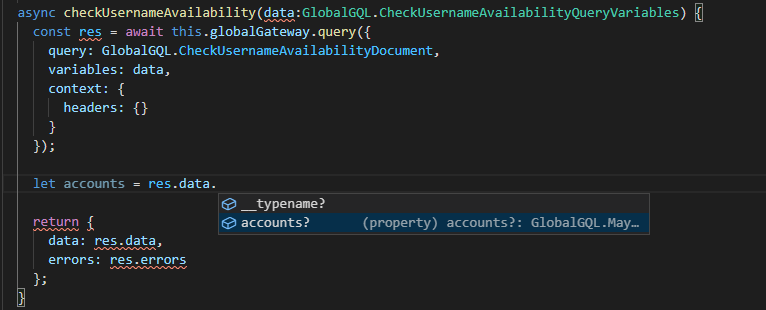 async checkUsernameAvailability(data:GlobalGQL.CheckUsernameAvailabilityQueryVariables) {
const res = await this.globalGateway.query({
query: GlobalGQL.CheckUsernameAvailabilityDocument,
variables: data,
context: {
headers: {}
}
});
let accounts = res.data.
__typename?
accounts? (property) accounts?: GlobalGQL.May…
return {
data: res.data,
errors: res.errors
};
}